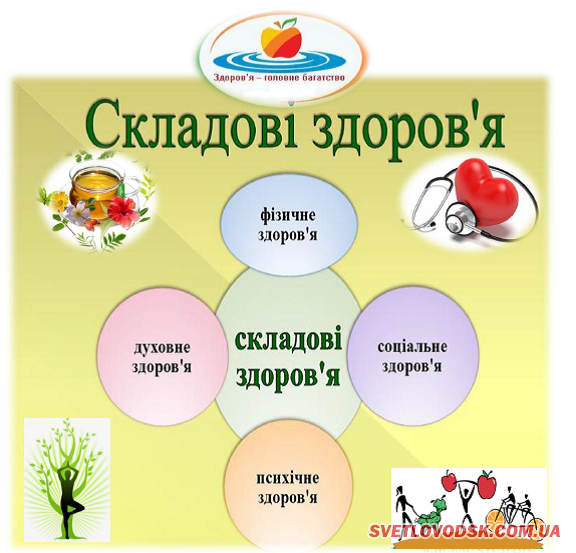 Здоров'я – головне багатство
Складові здоров'я
фізичне
здоров'я
духовне
здоров'я
складові
здоров'я
соціальне
здоров'я
психічне
здоров'я
SVETLOVODSK.COM.UA